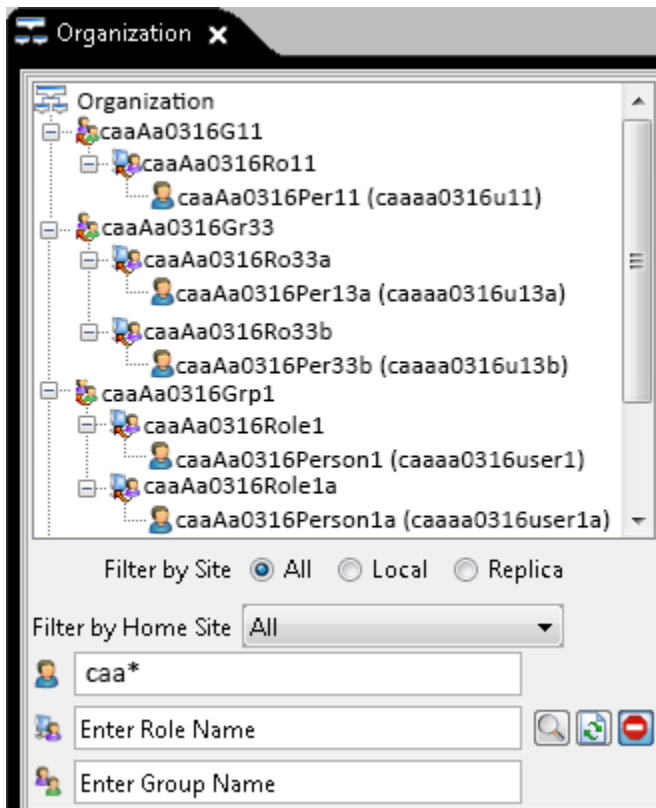 Organization
Organization
caaAa0316G11
caaAa0316Ro11
caaAa0316Per11 (caaaa0316u11)
caaAa0316Gr33
caaAa0316Ro33a
caaAa0316Per13a (caaaa0316u13a)
caaAa0316Ro33b
caaAa0316Per33b (caaaa0316u13b)
caaAa0316Grp1
caaAa0316Role1
caaAa0316Person1 (caaaa0316user1)
caaAa0316Role1a
caaAa0316Person1a (caaaa0316user1a)
Filter by Site All Local Replica
Filter by Home Site All
caa*
Enter Role Name
Enter Group Name